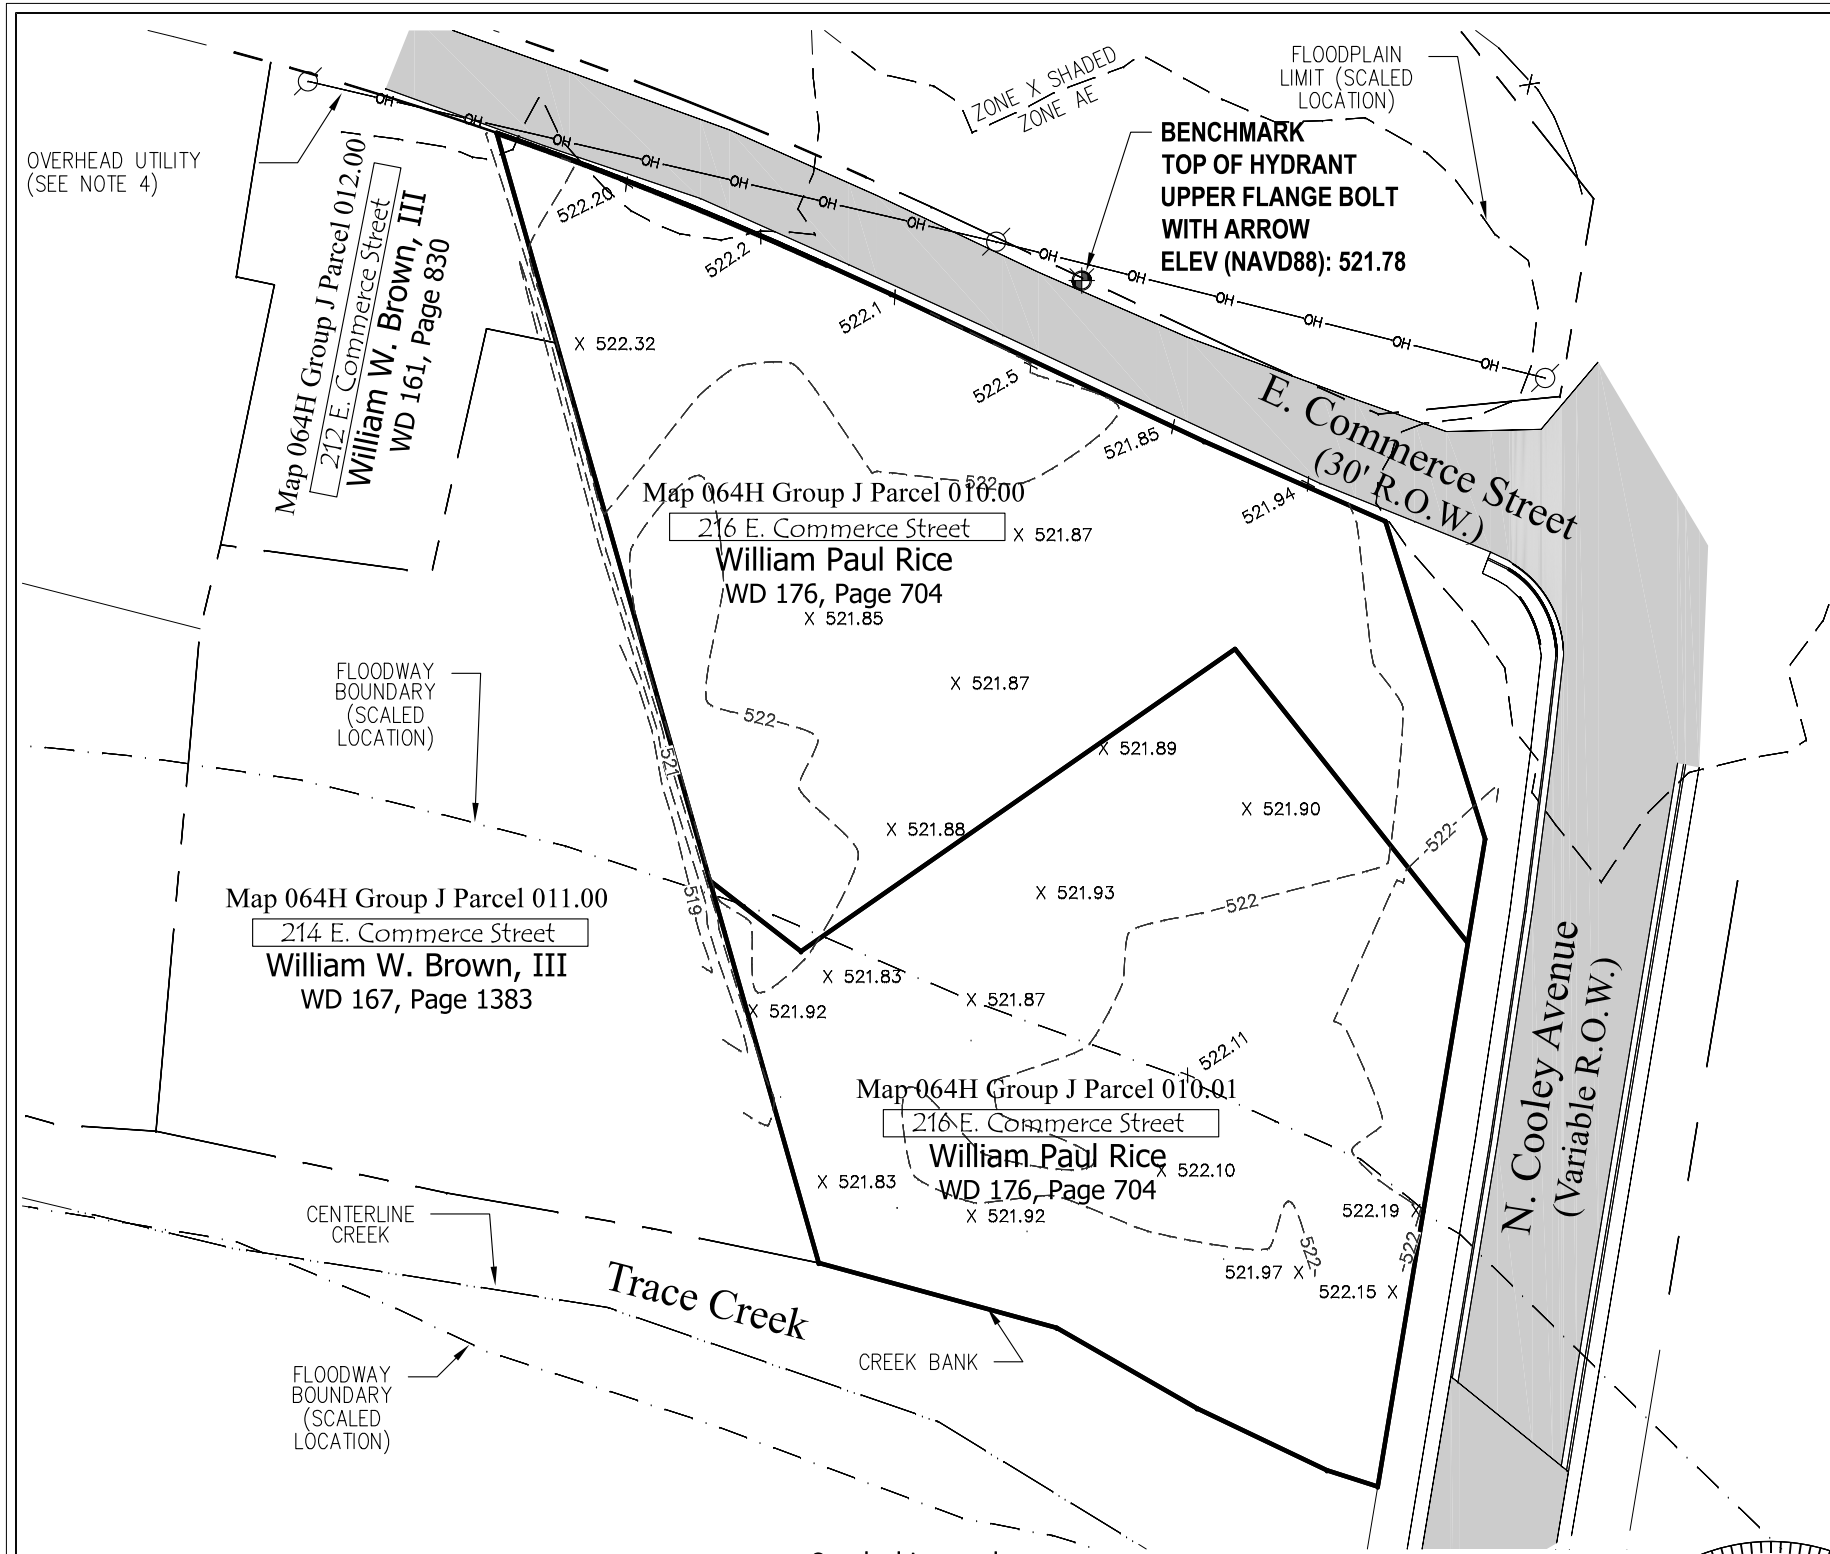 FLOODPLAIN
LIMIT (SCALED
LOCATION)
ZONE X SHADED
ZONE AE
BENCHMARK
TOP OF HYDRANT
UPPER FLANGE BOLT
WITH ARROW
ELEV (NAVD88): 521.78
OVERHEAD UTILITY
(SEE NOTE 4)
OH
OH
OH
OH
OH
OH
OH
OH
OH
OH
OH
OH
OH
Map 064H Group J Parcel 012.00
212 E. Commerce Street
William W. Brown, III
WD 161, Page 830
522.20
522.2
522.1
522.5
521.85
521.94
X 522.32
E. Commerce Street
(30' R.O.W.)
522
Map 064H Group J Parcel 010.00
216 E. Commerce Street
William Paul Rice
WD 176, Page 704
X 521.87
X 521.85
X 521.87
522
521
X 521.89
X 521.88
X 521.90
522
FLOODWAY
BOUNDARY
(SCALED
LOCATION)
Map 064H Group J Parcel 011.00
214 E. Commerce Street
William W. Brown, III
WD 167, Page 1383
519
X 521.93
522
X 521.83
X 521.87
X 521.92
X 522.11
Map 064H Group J Parcel 010.01
216 E. Commerce Street
William Paul Rice
WD 176, Page 704
X 522.10
X 521.83
X 521.92
522.19 X
522
522
521.97 X
522.15 X
N. Cooley Avenue
(Variable R.O.W.)
CENTERLINE
CREEK
Trace Creek
CREEK BANK
FLOODWAY
BOUNDARY
(SCALED
LOCATION)